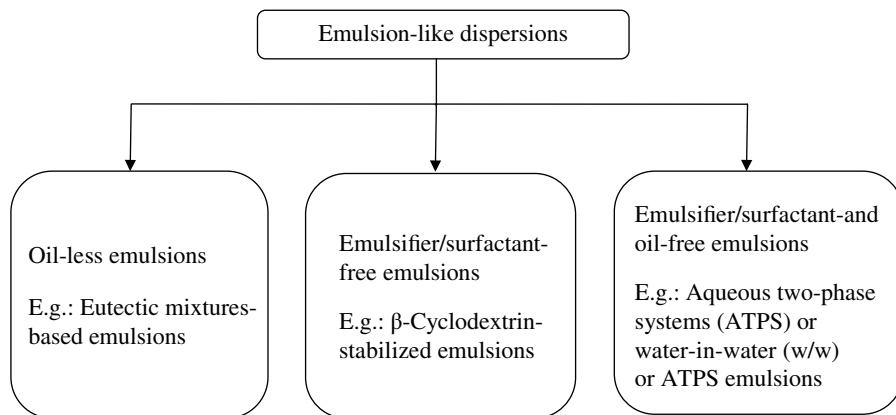 Emulsion-like dispersions
Oil-less emulsions
E.g.: Eutectic mixtures-
based emulsions
Emulsifier/surfactant-
free emulsions
E.g.: β-Cyclodextrin-
stabilized emulsions
Emulsifier/surfactant-and
oil-free emulsions
E.g.: Aqueous two-phase
systems (ATPS) or
water-in-water (w/w)
or ATPS emulsions